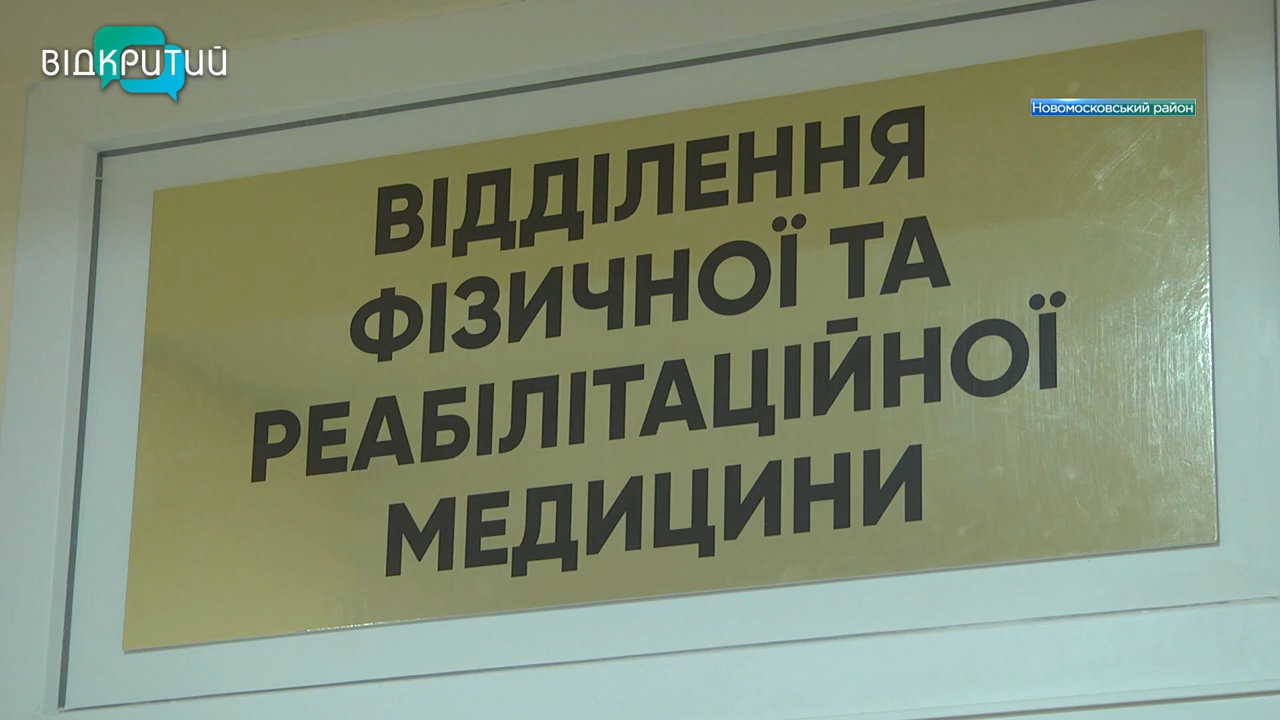 ВІДКРИТИЙ
Новомосковський район
ВІДДІЛЕННЯ
ФІЗИЧНОЇ ТА
РЕАБІЛІТАЦІЙНОЇ
МЕДИЦИНИ